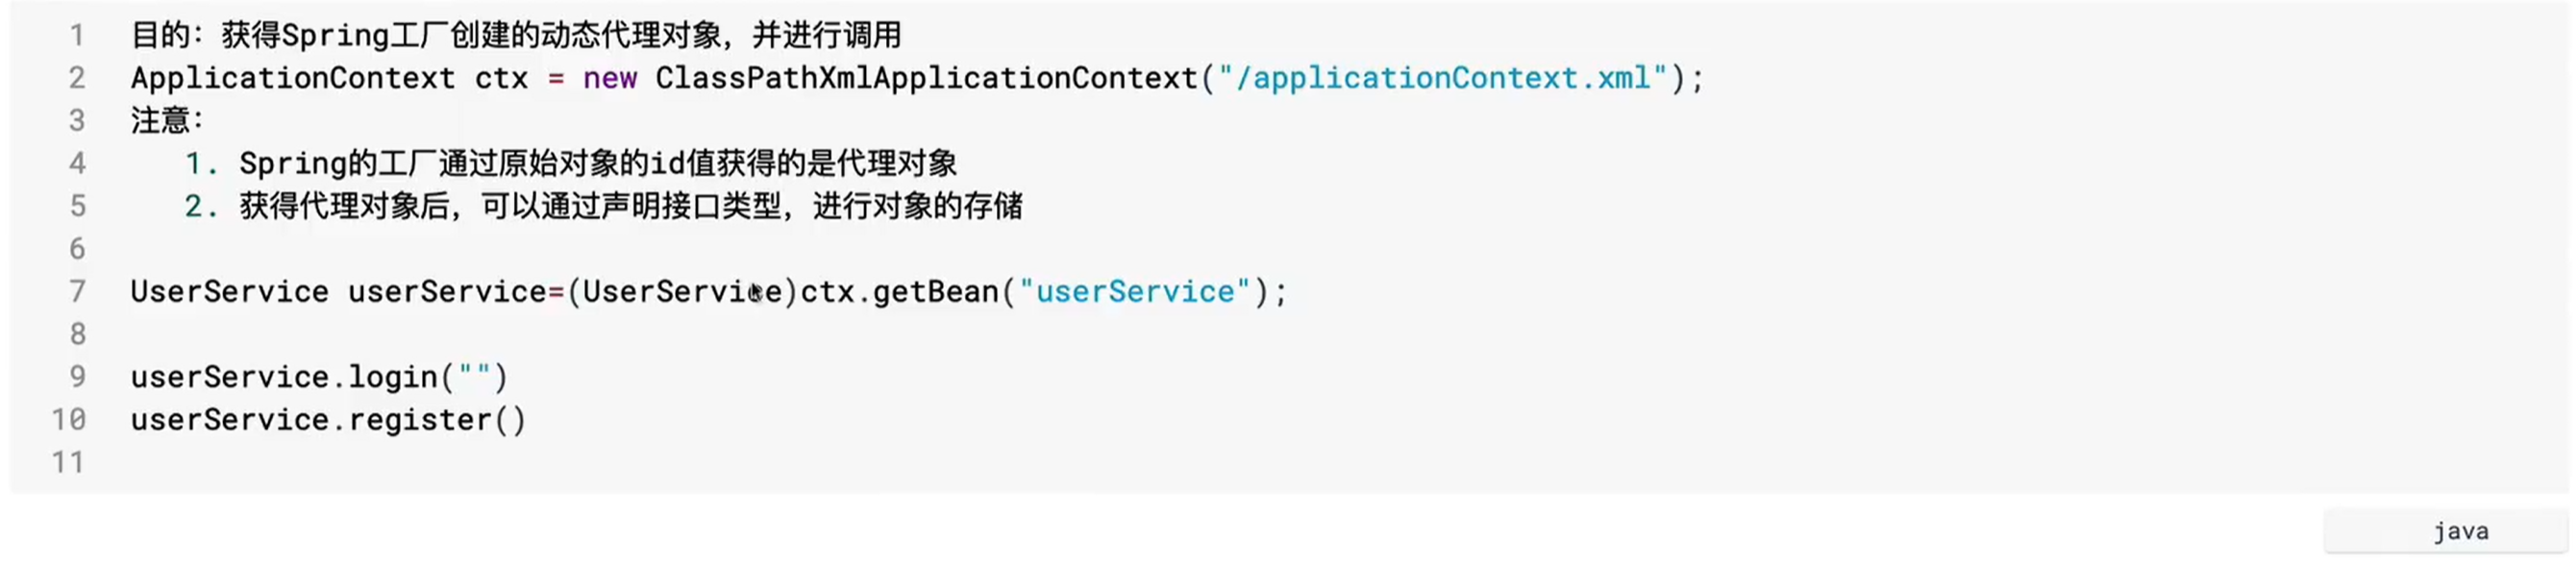 1 目的：获得Spring工厂创建的动态代理对象，并进行调用
2 ApplicationContext ctx = new ClassPathXmlApplicationContext("/applicationContext.xml");
3 注意：
4 1. Spring的工厂通过原始对象的id值获得的是代理对象
5 2. 获得代理对象后，可以通过声明接口类型，进行对象的存储
6
7 UserService userService=(UserService)ctx.getBean("userService");
8
9 userService.login("")
10 userService.register()
11
java